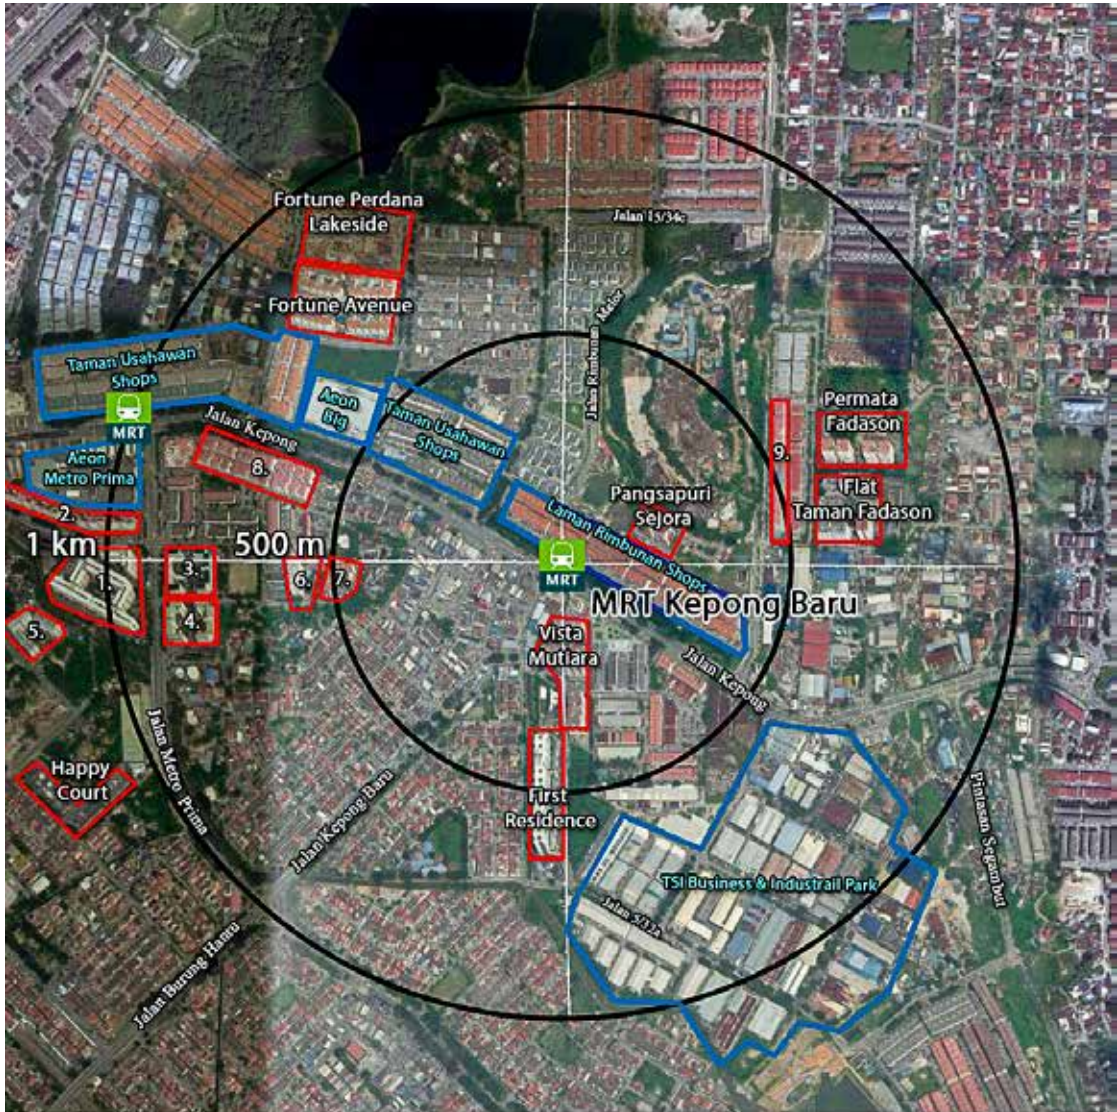 Fortune Perdana
Lakeside
Jalan 15/34c
Fortune Avenue
Jalan Rimbunan Melor
Taman Usahawan
Shops
MRT
Aeon
Big
Taman Usahawan
Shops
Jalan Kepong
Permata
Fadason
Aeon
Metro Prima
8.
9.
2.
Pangsapuri
Sejora
Flat
Taman Fadason
Laman Rimbunan Shops
1 km
500 m
1.
3.
6.
7.
MRT
MRT Kepong Baru
4.
5.
Vista
Mutiara
Jalan Kepong
Jalan Metro Prima
Happy
Court
First
Residence
Jalan Kepong Baru
Pintasan Segambut
TSI Business & Industrail Park
Jalan 5/32A
Jalan Burung Hantu